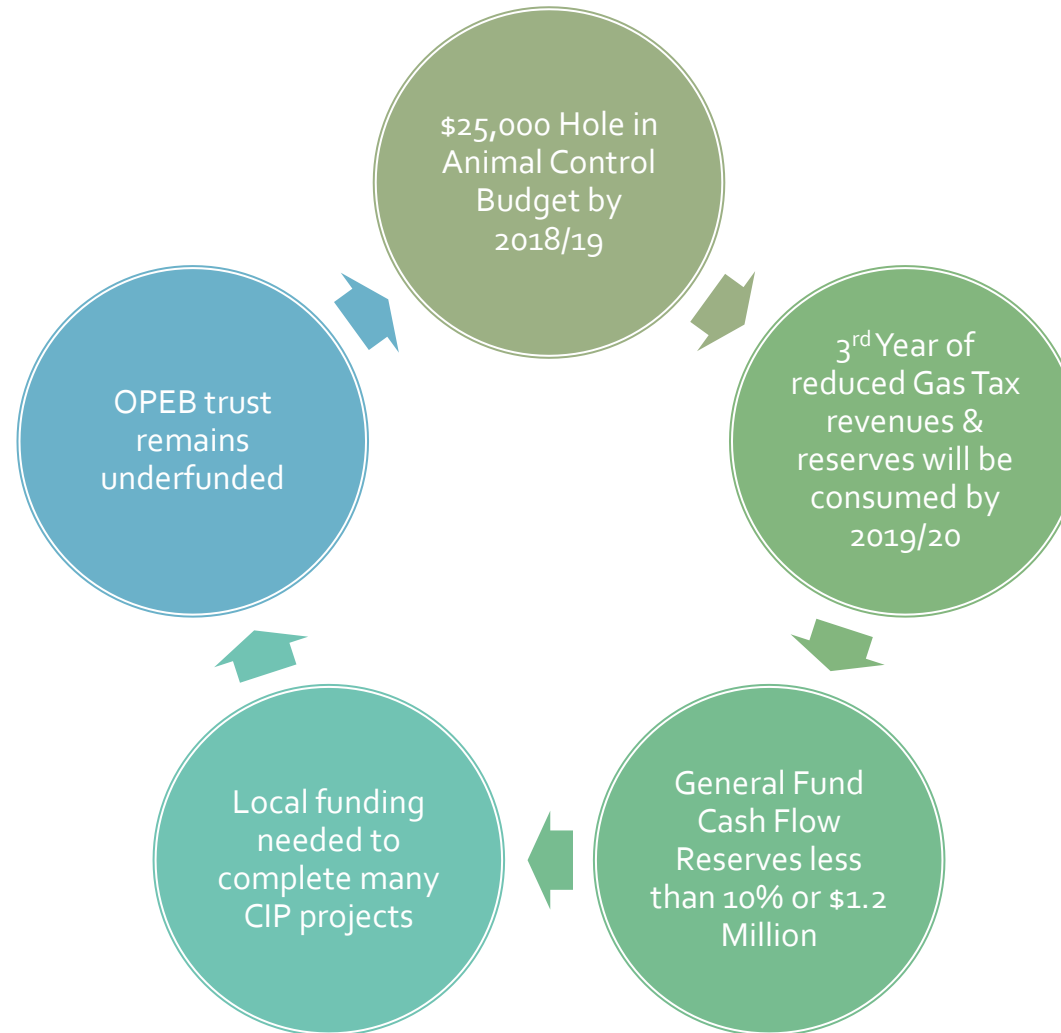 $25,000 Hole in
Animal Control
Budget by
2018/19
3rd Year of
reduced Gas Tax
revenues &
reserves will be
consumed by
2019/20
General Fund
Cash Flow
Reserves less
than 10% or $1.2
Million
Local funding
needed to
complete many
CIP projects
OPEB trust
remains
underfunded